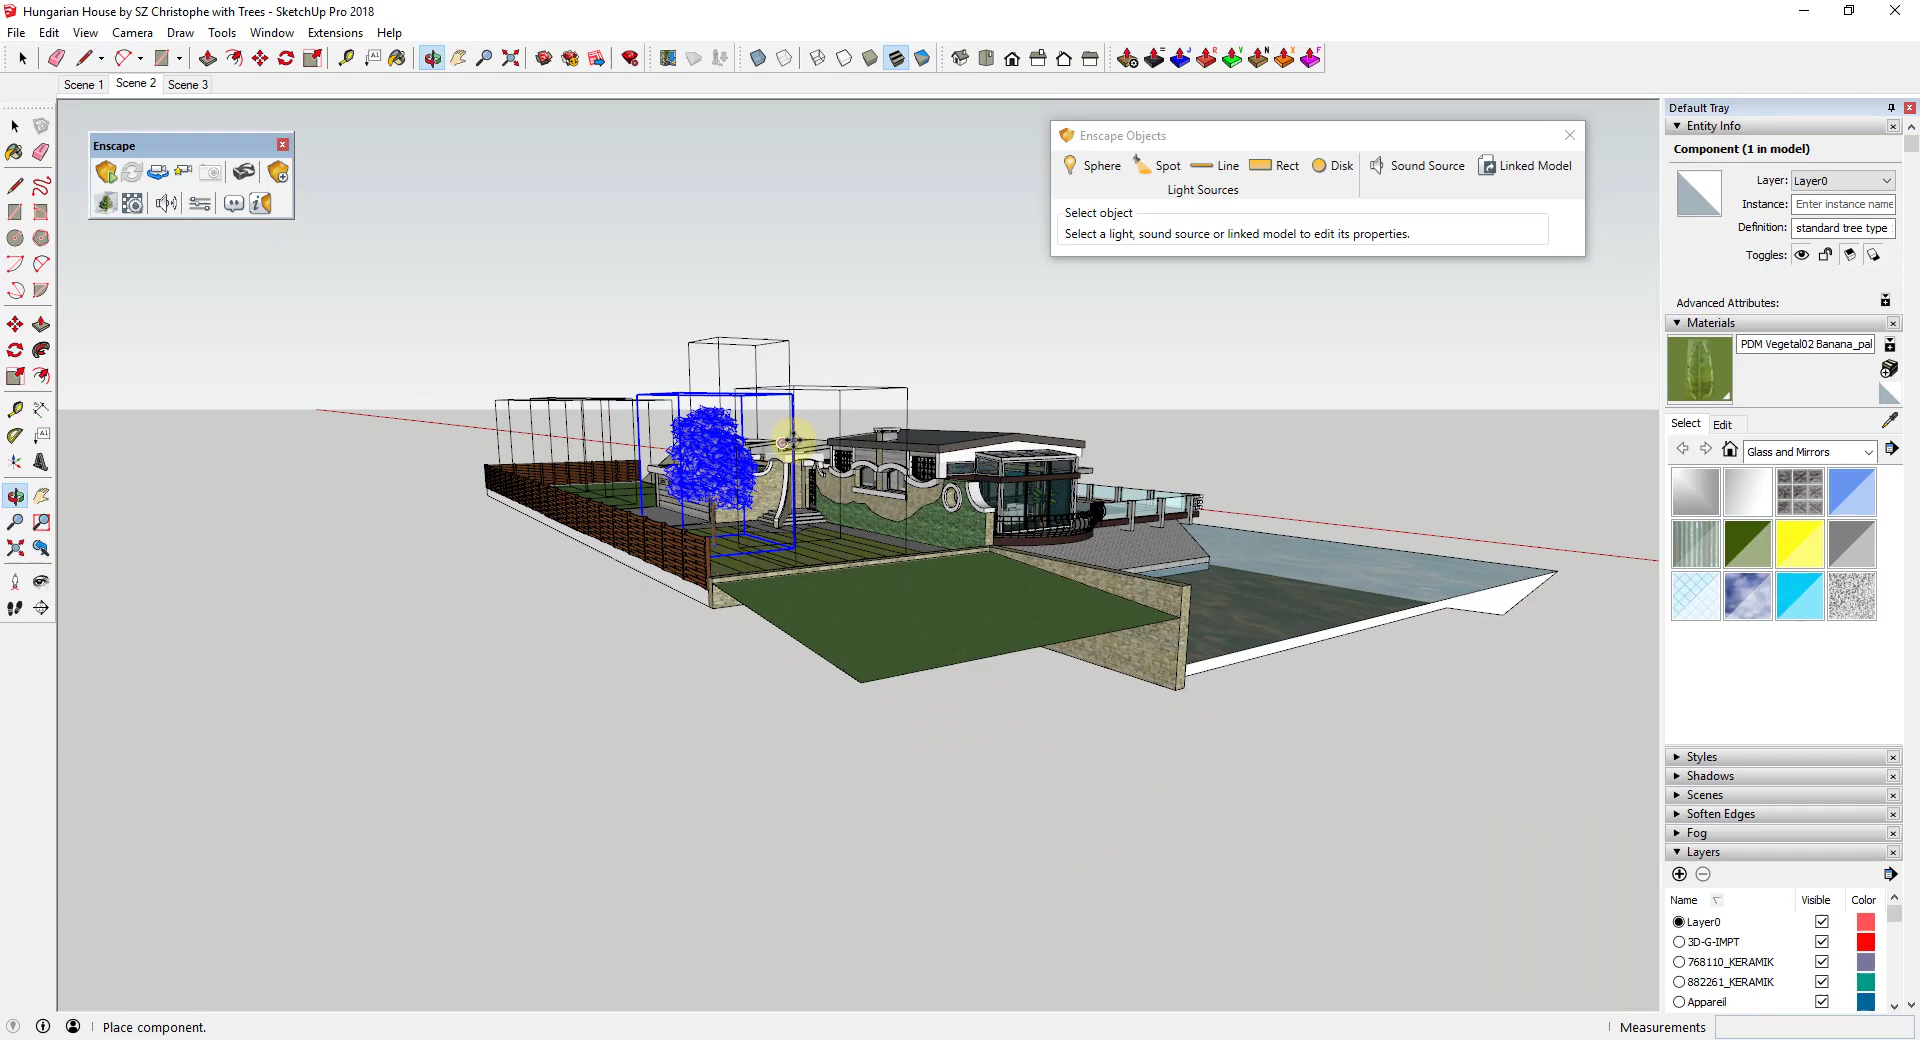 Hungarian House by SZ Christophe with Trees - SketchUp Pro 2018
File Edit View Camera Draw Tools Window Extensions Help
Scene 1 Scene 2 Scene 3
Enscape
Enscape Objects
Sphere Spot Line Rect Disk Sound Source Linked Model
Light Sources
Select object
Select a light, sound source or linked model to edit its properties.
Default Tray
Entity Info
Component (1 in model)
Layer: Layer0
Instance: Enter instance name
Definition: standard tree type
Toggles:
Advanced Attributes:
Materials
PDM Vegetal02 Banana_pal
Select Edit
Glass and Mirrors
Styles
Shadows
Scenes
Soften Edges
Fog
Layers
Name Visible Color
Layer0
3D-G-IMPT
768110_KERAMIK
882261_KERAMIK
Appareil
Place component.
Measurements